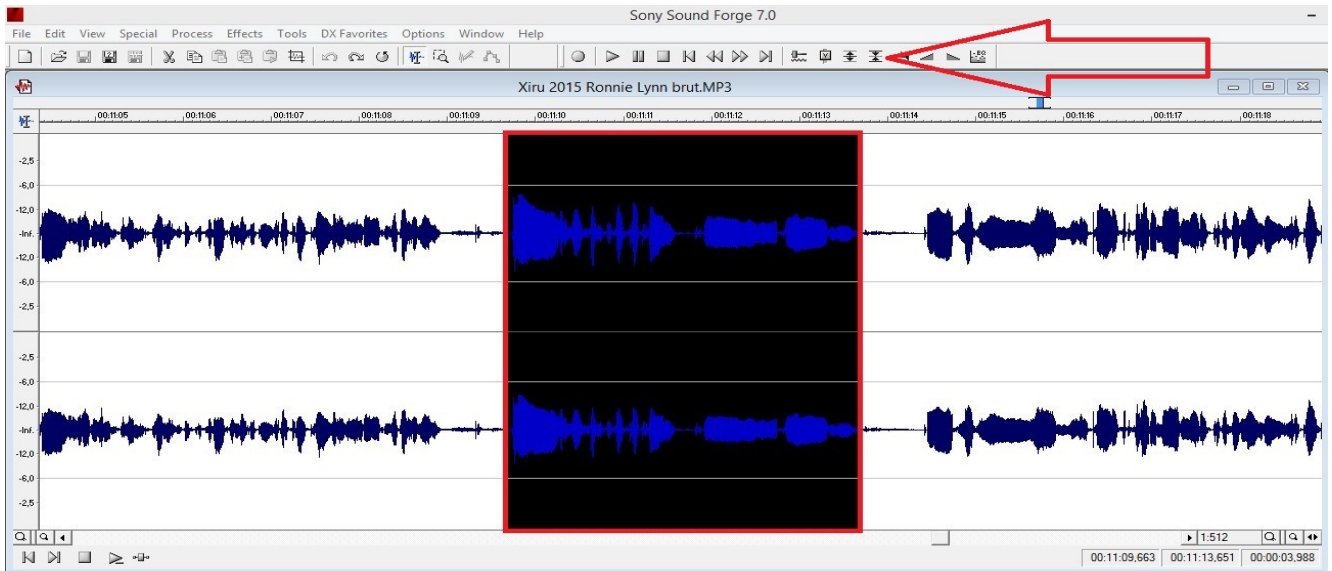 Sony Sound Forge 7.0
File Edit View Special Process Effects Tools DX Favorites Options Window Help
Xiru 2015 Ronnie Lynn brut.MP3
00:11:05 00:11:06 00:11:07 00:11:08 00:11:09 00:11:10 00:11:11 00:11:12 00:11:13 00:11:14 00:11:15 00:11:16 00:11:17 00:11:18
-2,5
-6,0
-12,0
-Inf.
-12,0
-6,0
-2,5
-2,5
-6,0
-12,0
-Inf.
-12,0
-6,0
-2,5
1:512
00:11:09,663 00:11:13,651 00:00:03,988